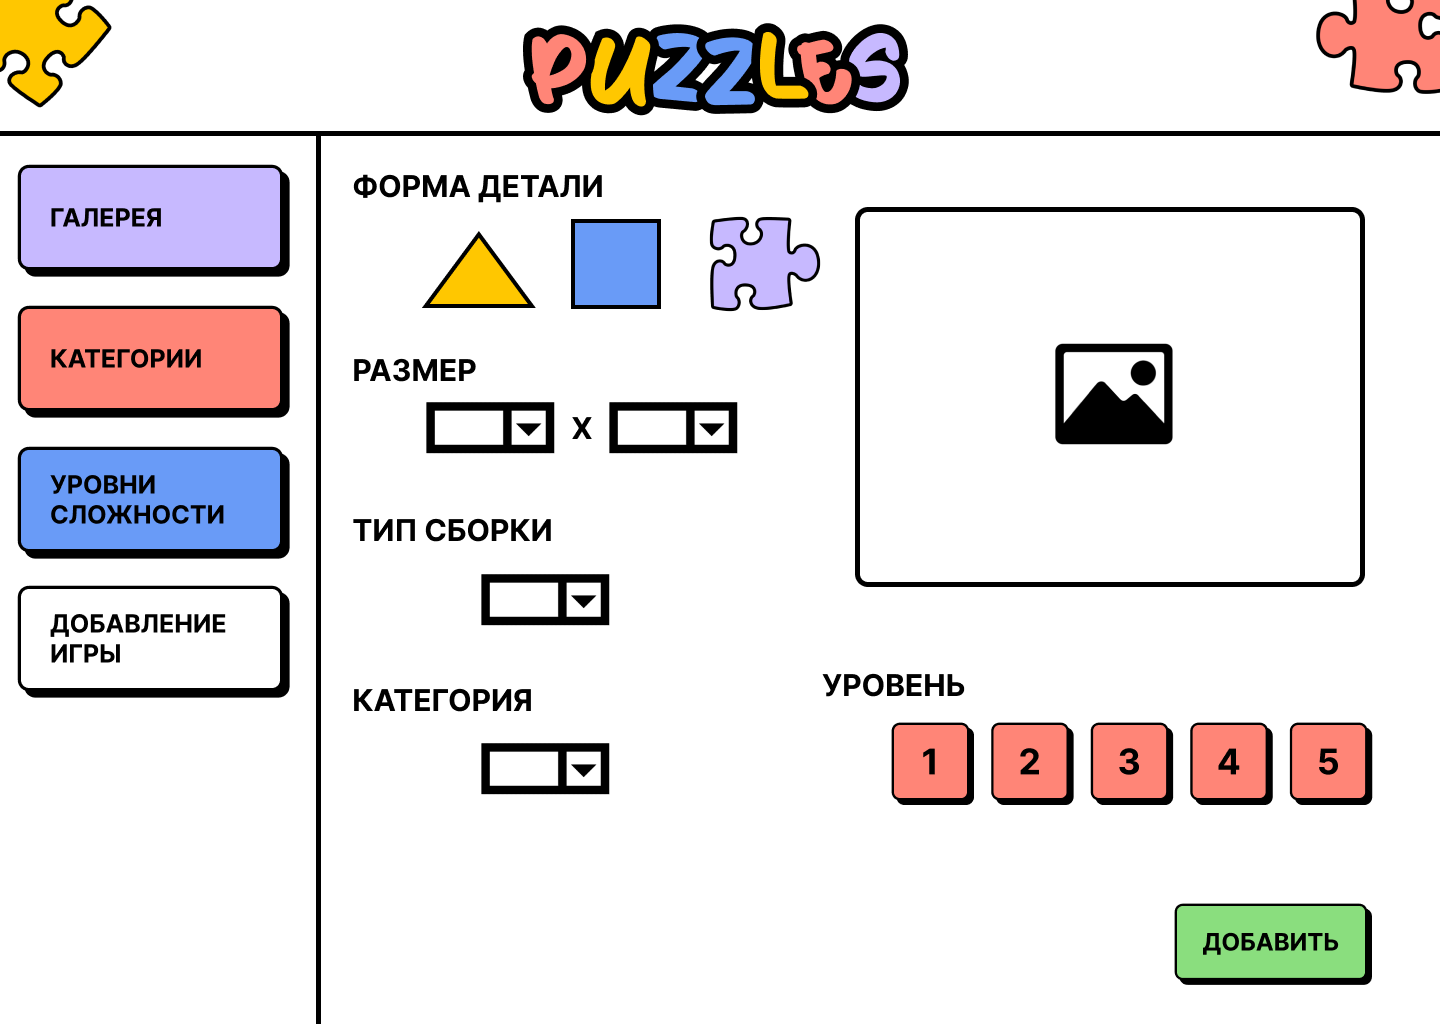 PUZZLES
ГАЛЕРЕЯ
КАТЕГОРИИ
УРОВНИ
СЛОЖНОСТИ
ДОБАВЛЕНИЕ
ИГРЫ
ФОРМА ДЕТАЛИ
РАЗМЕР
X
ТИП СБОРКИ
КАТЕГОРИЯ
УРОВЕНЬ
1 2 3 4 5
ДОБАВИТЬ